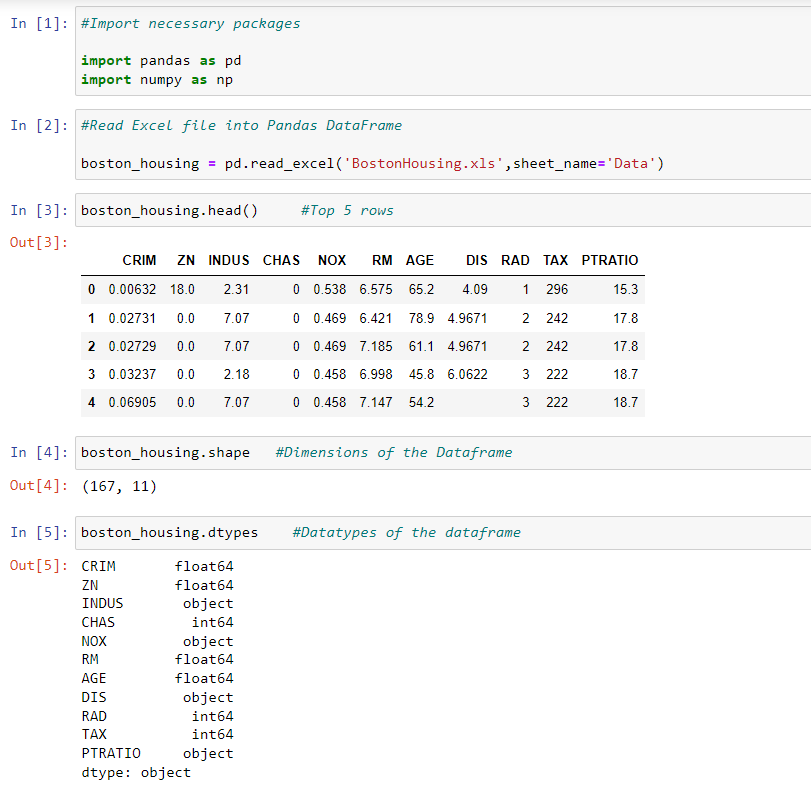 In [1]: #Import necessary packages
import pandas as pd
import numpy as np
In [2]: #Read Excel file into Pandas DataFrame
boston_housing = pd.read_excel('BostonHousing.xls',sheet_name='Data')
In [3]: boston_housing.head() #Top 5 rows
Out[3]:
CRIM ZN INDUS CHAS NOX RM AGE DIS RAD TAX PTRATIO
0 0.00632 18.0 2.31 0 0.538 6.575 65.2 4.09 1 296 15.3
1 0.02731 0.0 7.07 0 0.469 6.421 78.9 4.9671 2 242 17.8
2 0.02729 0.0 7.07 0 0.469 7.185 61.1 4.9671 2 242 17.8
3 0.03237 0.0 2.18 0 0.458 6.998 45.8 6.0622 3 222 18.7
4 0.06905 0.0 7.07 0 0.458 7.147 54.2 3 222 18.7
In [4]: boston_housing.shape #Dimensions of the Dataframe
Out[4]: (167, 11)
In [5]: boston_housing.dtypes #Datatypes of the dataframe
Out[5]: CRIM float64
ZN float64
INDUS object
CHAS int64
NOX object
RM float64
AGE float64
DIS object
RAD int64
TAX int64
PTRATIO object
dtype: object